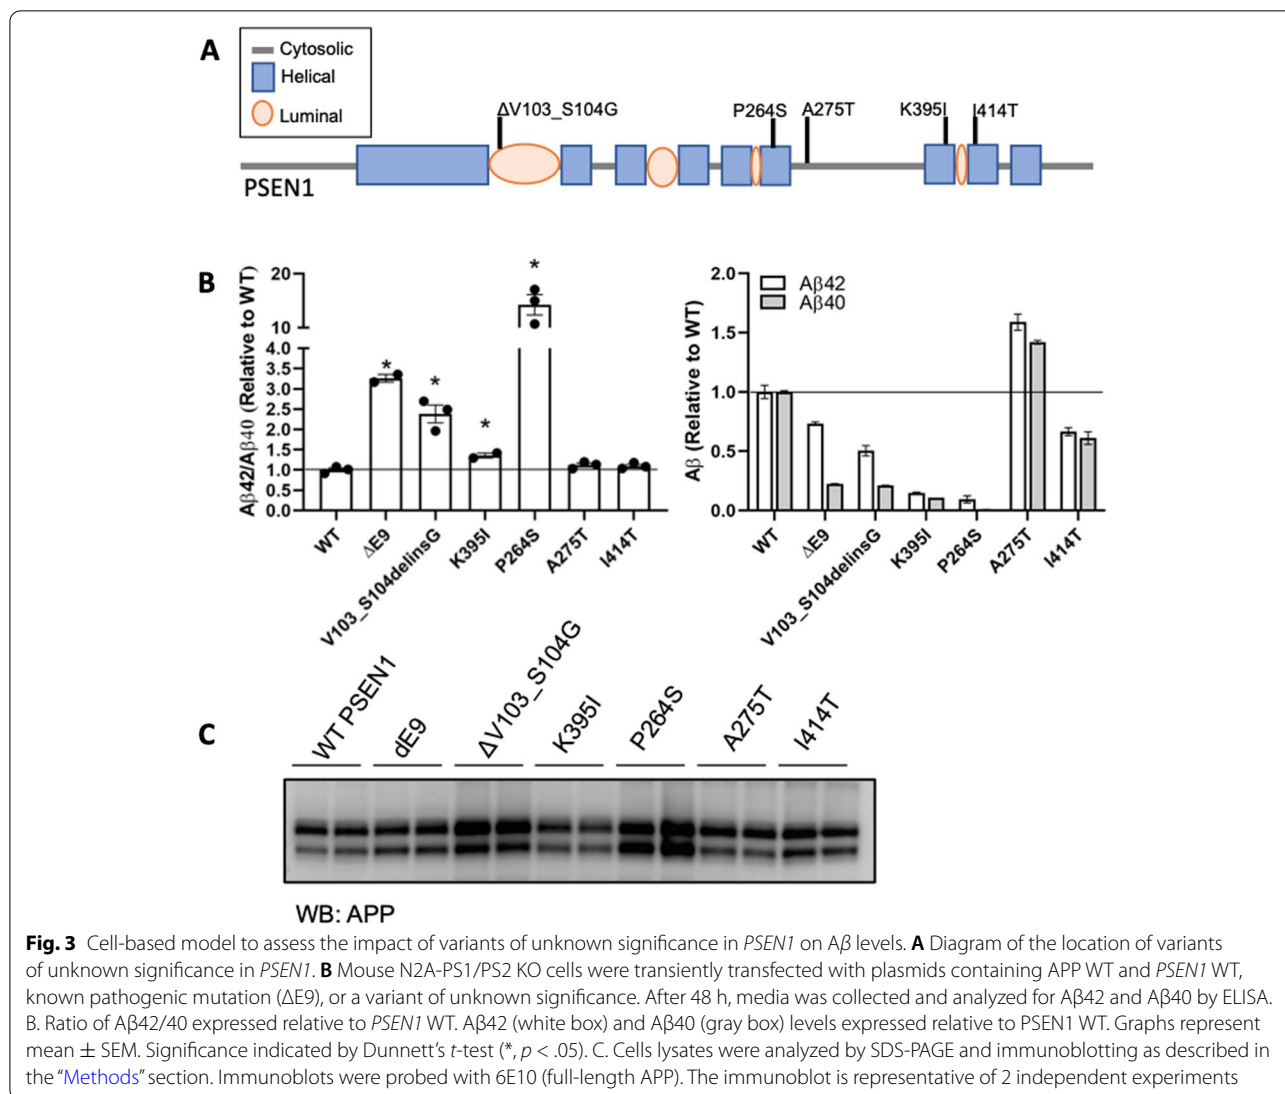 A
Cytosolic
Helical
Luminal
ΔV103_S104G
P264S
A275T
K395I
I414T
PSEN1
B
Aβ42/Aβ40 (Relative to WT)
20
10
4.0
3.5
3.0
2.5
2.0
1.5
1.0
0.5
0.0
*
*
*
*
WT
ΔE9
V103_S104delinsG
K395I
P264S
A275T
I414T
Aβ (Relative to WT)
2.0
1.5
1.0
0.5
0.0
Aβ42
Aβ40
WT
ΔE9
V103_S104delinsG
K395I
P264S
A275T
I414T
C
WT PSEN1
dE9
ΔV103_S104G
K395I
P264S
A275T
I414T
WB: APP
Fig. 3 Cell-based model to assess the impact of variants of unknown significance in PSEN1 on Aβ levels. A Diagram of the location of variants
of unknown significance in PSEN1. B Mouse N2A-PS1/PS2 KO cells were transiently transfected with plasmids containing APP WT and PSEN1 WT,
known pathogenic mutation (ΔE9), or a variant of unknown significance. After 48 h, media was collected and analyzed for Aβ42 and Aβ40 by ELISA.
B. Ratio of Aβ42/40 expressed relative to PSEN1 WT. Aβ42 (white box) and Aβ40 (gray box) levels expressed relative to PSEN1 WT. Graphs represent
mean ± SEM. Significance indicated by Dunnett's t-test (*, p < .05). C. Cells lysates were analyzed by SDS-PAGE and immunoblotting as described in
the "Methods" section. Immunoblots were probed with 6E10 (full-length APP). The immunoblot is representative of 2 independent experiments